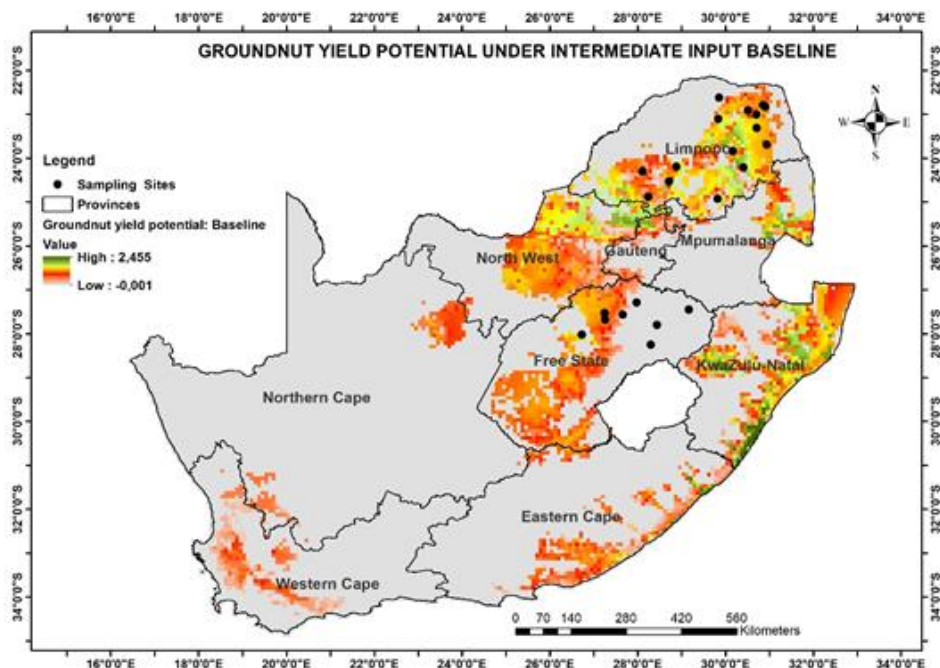 16°0'0"E 18°0'0"E 20°0'0"E 22°0'0"E 24°0'0"E 26°0'0"E 28°0'0"E 30°0'0"E 32°0'0"E 34°0'0"E
GROUNDNUT YIELD POTENTIAL UNDER INTERMEDIATE INPUT BASELINE
22°0'0"S
24°0'0"S
26°0'0"S
28°0'0"S
30°0'0"S
32°0'0"S
34°0'0"S
N
W E
S
Legend
Sampling Sites
Provinces
Groundnut yield potential: Baseline
Value
High : 2,455
Low : -0,001
Limpopo
Mpumalanga
Gauteng
North West
Free State
KwaZulu-Natal
Northern Cape
Eastern Cape
Western Cape
0 70 140 280 420 560
Kilometers
22°0'0"S
24°0'0"S
26°0'0"S
28°0'0"S
30°0'0"S
32°0'0"S
34°0'0"S
16°0'0"E 18°0'0"E 20°0'0"E 22°0'0"E 24°0'0"E 26°0'0"E 28°0'0"E 30°0'0"E 32°0'0"E 34°0'0"E